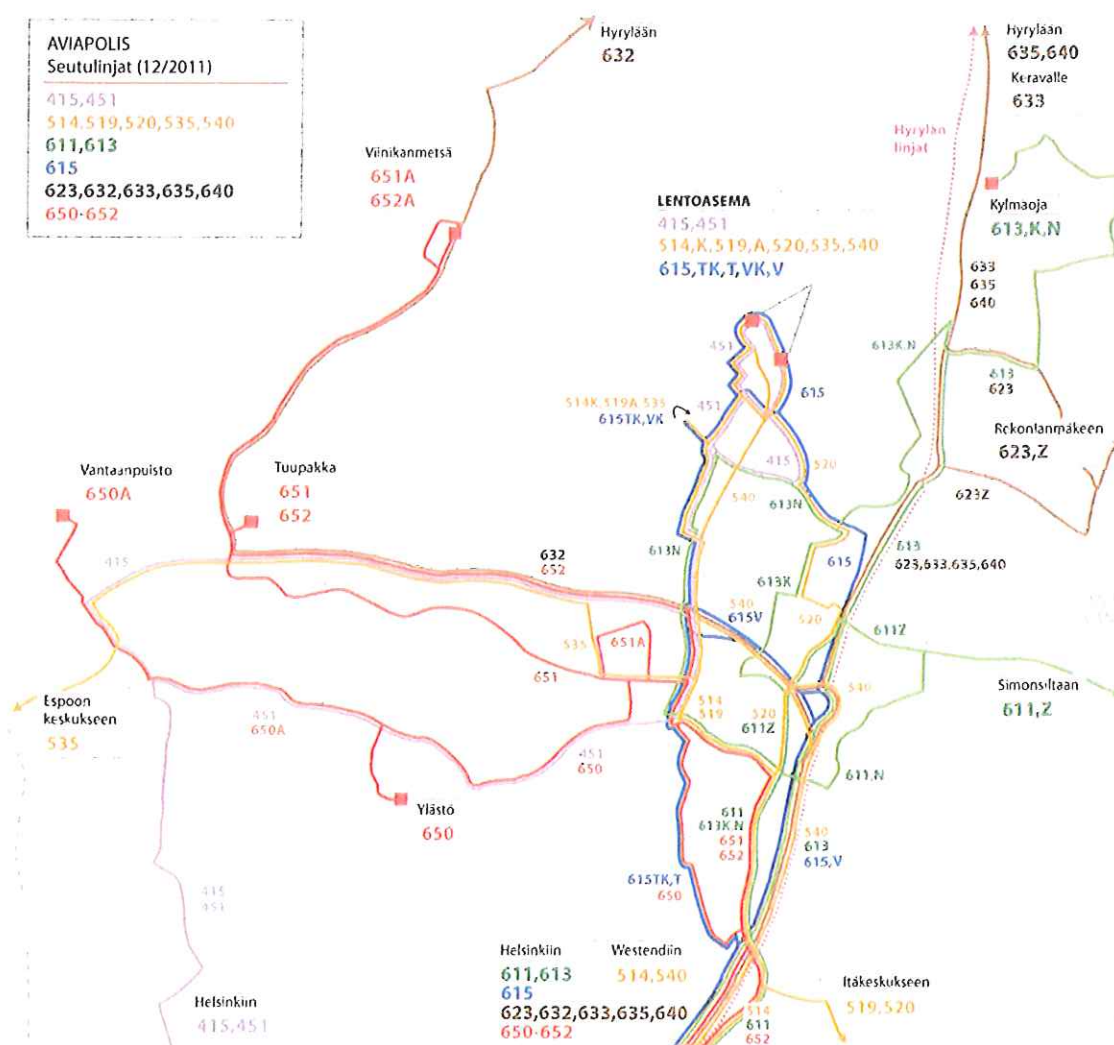 AVIAPOLIS
Seutulinjat (12/2011)
415,451
514,519,520,535,540
611,613
615
623,632,633,635,640
650-652
Hyrylään
632
Hyrylään
635,640
Keravalle
633
Hyrylän
linjat
Viinikanmetsä
651A
652A
Kylmäoja
613,K,N
LENTOASEMA
415,451
514,K,519,A,520,535,540
615,TK,T,VK,V
633
635
640
451
613K,N
613
623
615
514K,519A,535
615TK,VK
451
415
520
Vantaanpuisto
650A
Tuupakka
651
652
623,Z
540
613N
623Z
632
652
613N
615
613
623,633,635,640
415
613K
540
615V
520
611Z
535
651A
651
Simonsiltaan
611,Z
Espoon
keskukseen
535
514
519
520
611Z
540
451
650A
451
650
611,N
Ylästö
650
611
613K,N
651
652
540
613
615,V
415
451
615TK,T
650
Helsinkiin
611,613
615
623,632,633,635,640
650-652
Westendiin
514,540
Itäkeskukseen
519,520
Helsinkiin
415,451
514
611
652